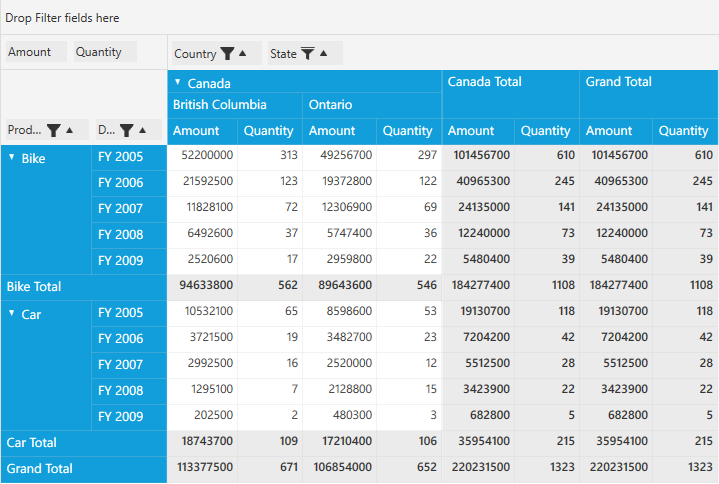 Drop Filter fields here
Amount Quantity Country State
Canada Canada Total Grand Total
British Columbia Ontario
Prod... D... Amount Quantity Amount Quantity Amount Quantity Amount Quantity
Bike FY 2005 52200000 313 49256700 297 101456700 610 101456700 610
FY 2006 21592500 123 19372800 122 40965300 245 40965300 245
FY 2007 11828100 72 12306900 69 24135000 141 24135000 141
FY 2008 6492600 37 5747400 36 12240000 73 12240000 73
FY 2009 2520600 17 2959800 22 5480400 39 5480400 39
Bike Total 94633800 562 89643600 546 184277400 1108 184277400 1108
Car FY 2005 10532100 65 8598600 53 19130700 118 19130700 118
FY 2006 3721500 19 3482700 23 7204200 42 7204200 42
FY 2007 2992500 16 2520000 12 5512500 28 5512500 28
FY 2008 1295100 7 2128800 15 3423900 22 3423900 22
FY 2009 202500 2 480300 3 682800 5 682800 5
Car Total 18743700 109 17210400 106 35954100 215 35954100 215
Grand Total 113377500 671 106854000 652 220231500 1323 220231500 1323